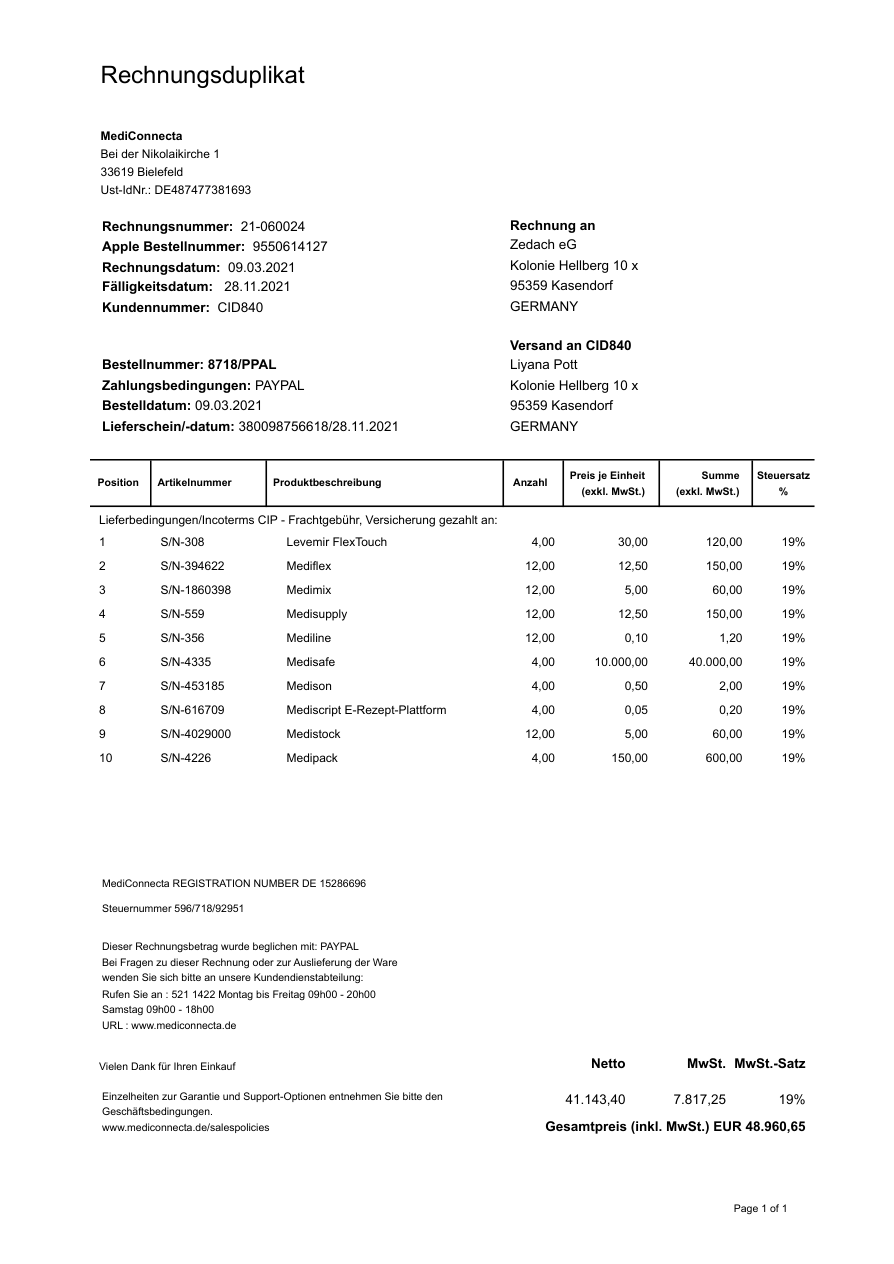 Rechnungsduplikat
MediConnecta
Bei der Nikolaikirche 1
33619 Bielefeld
Ust-IdNr.: DE487477381693
Rechnungsnummer: 21-060024
Apple Bestellnummer: 9550614127
Rechnungsdatum: 09.03.2021
Fälligkeitsdatum: 28.11.2021
Kundennummer: CID840
Rechnung an
Zedach eG
Kolonie Hellberg 10 x
95359 Kasendorf
GERMANY
Bestellnummer: 8718/PPAL
Zahlungsbedingungen: PAYPAL
Bestelldatum: 09.03.2021
Lieferschein/-datum: 380098756618/28.11.2021
Versand an CID840
Liyana Pott
Kolonie Hellberg 10 x
95359 Kasendorf
GERMANY
Position Artikelnummer Produktbeschreibung Anzahl Preis je Einheit (exkl. MwSt.) Summe (exkl. MwSt.) Steuersatz %
Lieferbedingungen/Incoterms CIP - Frachtgebühr, Versicherung gezahlt an:
1 S/N-308 Levemir FlexTouch 4,00 30,00 120,00 19%
2 S/N-394622 Mediflex 12,00 12,50 150,00 19%
3 S/N-1860398 Medimix 12,00 5,00 60,00 19%
4 S/N-559 Medisupply 12,00 12,50 150,00 19%
5 S/N-356 Mediline 12,00 0,10 1,20 19%
6 S/N-4335 Medisafe 4,00 10.000,00 40.000,00 19%
7 S/N-453185 Medison 4,00 0,50 2,00 19%
8 S/N-616709 Mediscript E-Rezept-Plattform 4,00 0,05 0,20 19%
9 S/N-4029000 Medistock 12,00 5,00 60,00 19%
10 S/N-4226 Medipack 4,00 150,00 600,00 19%
MediConnecta REGISTRATION NUMBER DE 15286696
Steuernummer 596/718/92951
Dieser Rechnungsbetrag wurde beglichen mit: PAYPAL
Bei Fragen zu dieser Rechnung oder zur Auslieferung der Ware
wenden Sie sich bitte an unsere Kundendienstabteilung:
Rufen Sie an : 521 1422 Montag bis Freitag 09h00 - 20h00
Samstag 09h00 - 18h00
URL : www.mediconnecta.de
Vielen Dank für Ihren Einkauf
Einzelheiten zur Garantie und Support-Optionen entnehmen Sie bitte den
Geschäftsbedingungen.
www.mediconnecta.de/salespolicies
Netto MwSt. MwSt.-Satz
41.143,40 7.817,25 19%
Gesamtpreis (inkl. MwSt.) EUR 48.960,65
Page 1 of 1